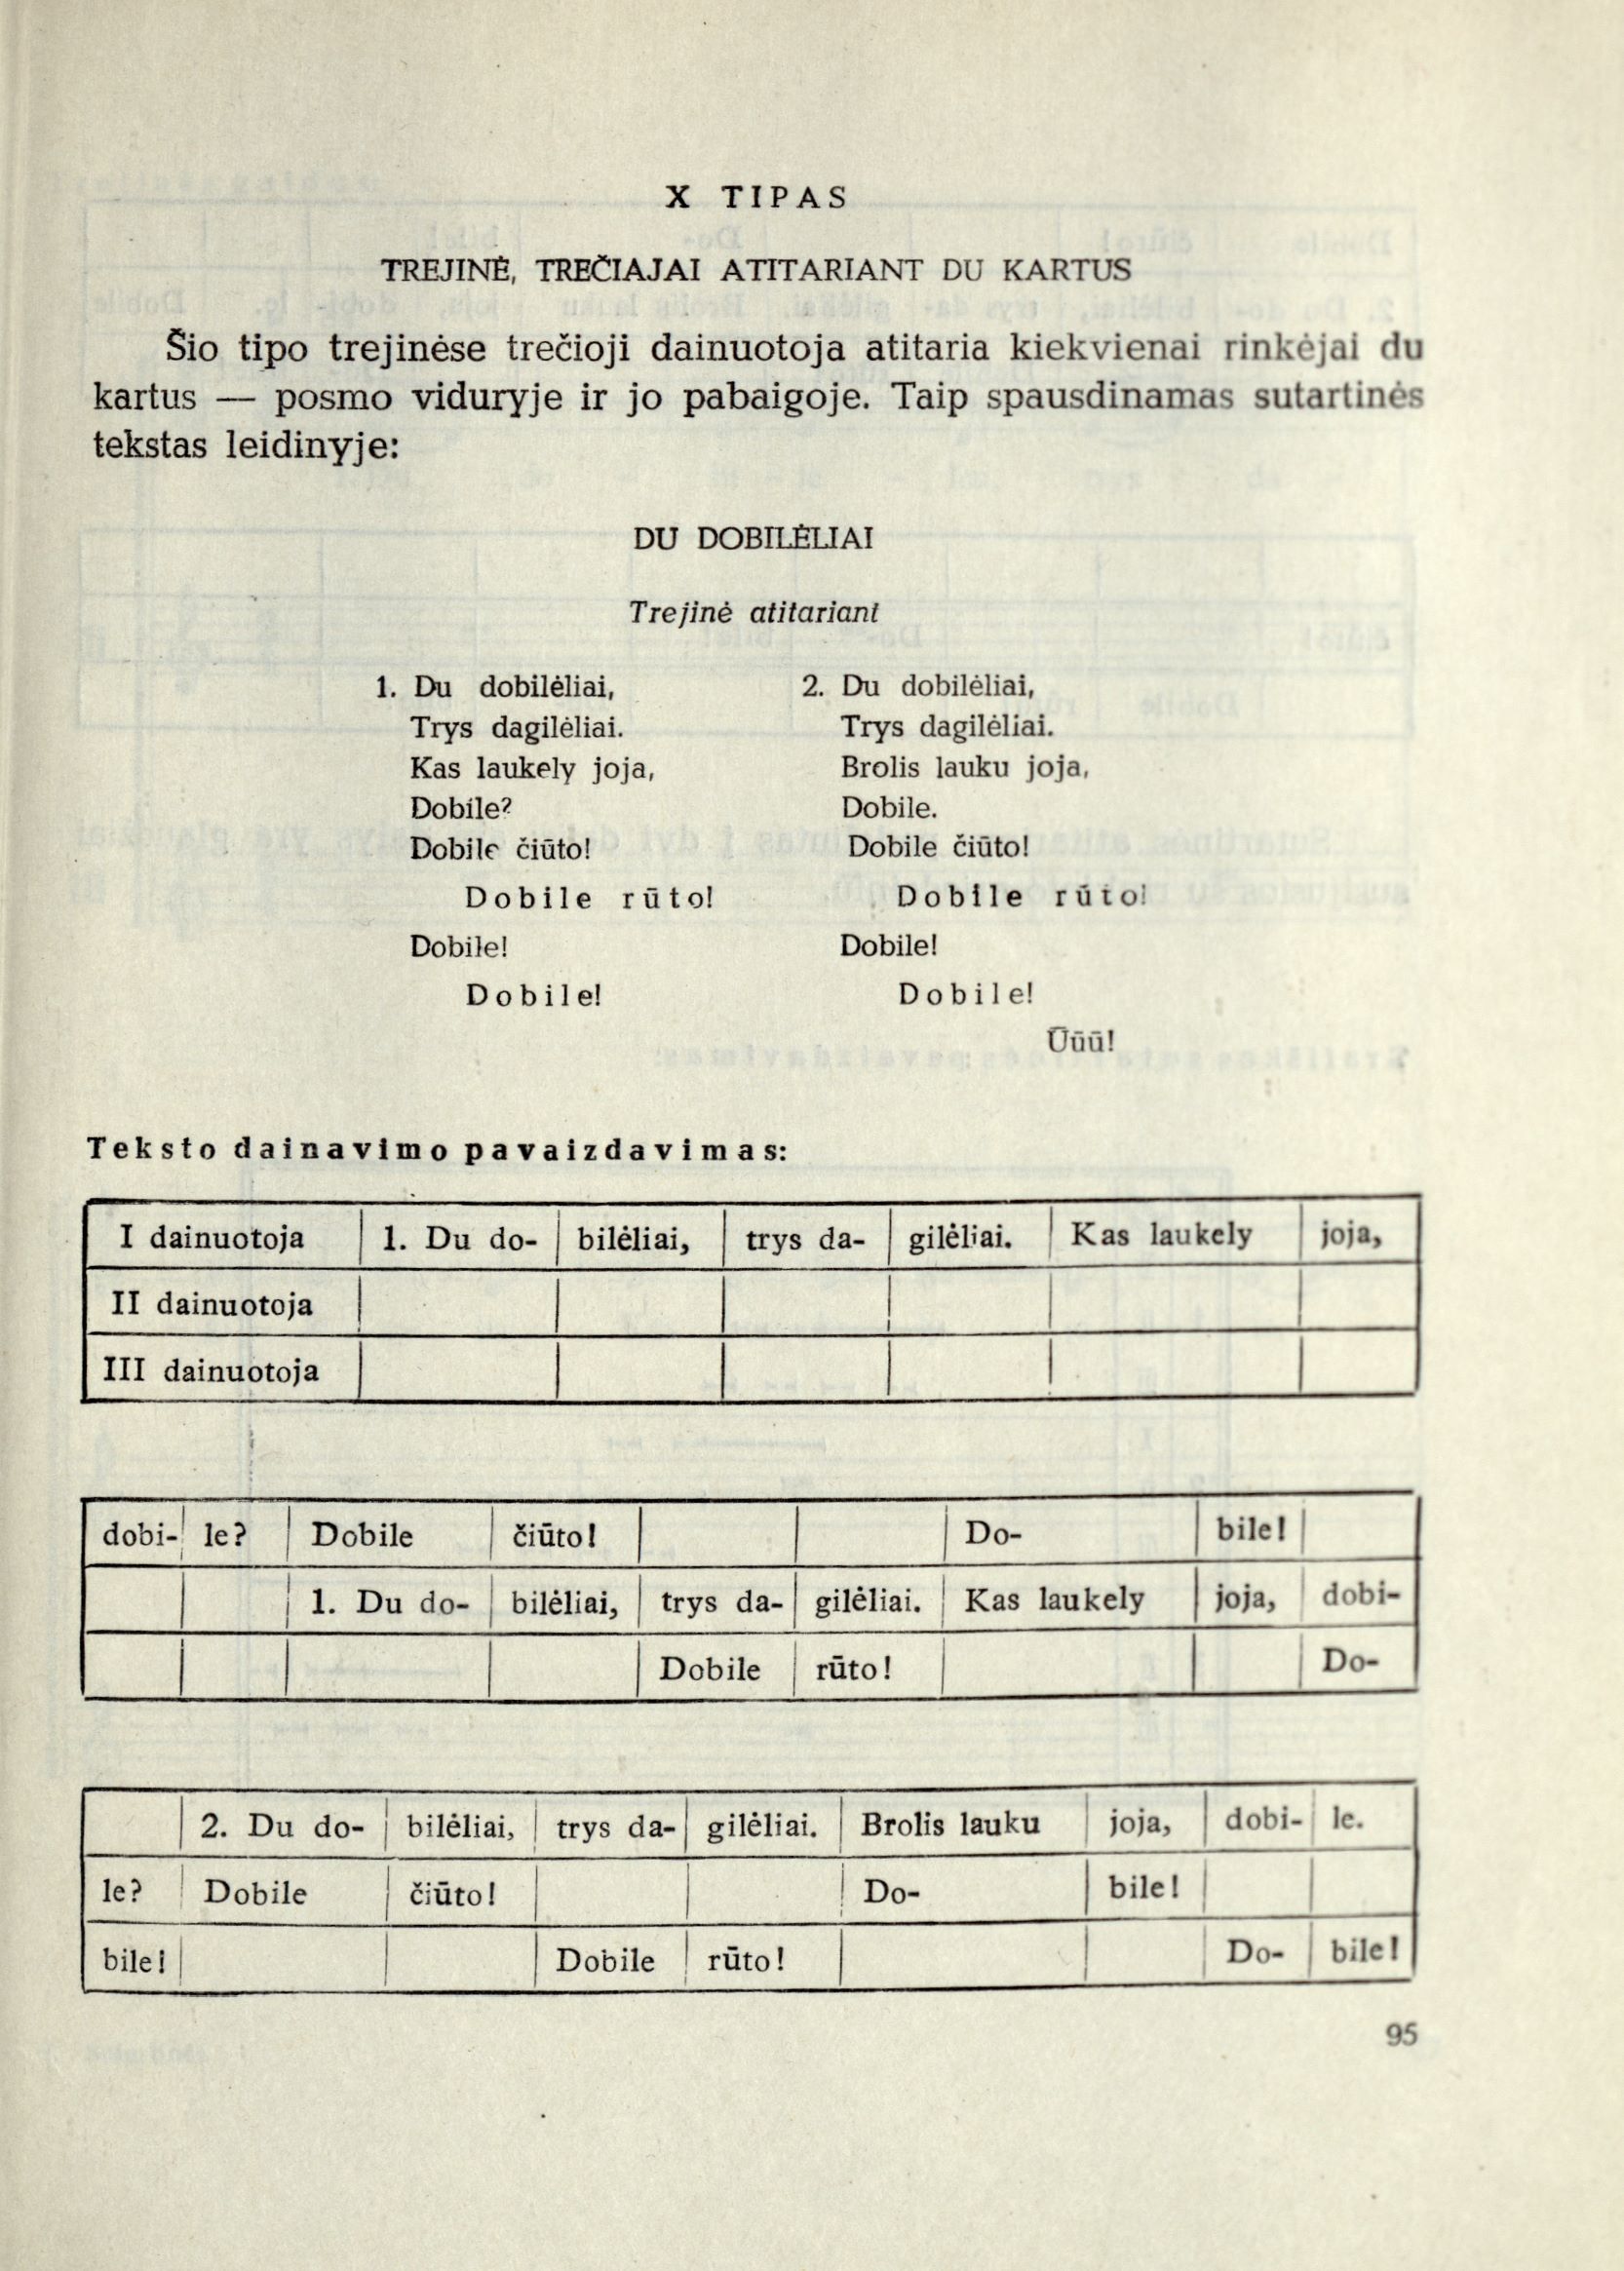 X TIPAS
TREJINĖ, TREČIAJAI ATITARIANT DU KARTUS
Šio tipo trejinėse trečioji dainuotoja atitaria kiekvienai rinkėjai du
kartus — posmo viduryje ir jo pabaigoje. Taip spausdinamas sutartinės
tekstas leidinyje:
DU DOBILĖLIAI
Trejinė atitariant
1. Du dobilėliai,
Trys dagilėliai.
Kas laukely joja,
Dobile?
Dobile čiūto!
Dobile rūto!
Dobile!
Dobile!
2. Du dobilėliai,
Trys dagilėliai.
Brolis lauku joja,
Dobile.
Dobile čiūto!
Dobile rūto!
Dobile!
Dobile!
Ūūū!
Teksto dainavimo pavaizdavimas:
I dainuotoja 1. Du do- bilėliai, trys da- gilėliai. Kas laukely joja,
II dainuotoja
III dainuotoja
dobi- le? Dobile čiūto! Do- bile!
1. Du do- bilėliai, trys da- gilėliai. Kas laukely joja, dobi-
Dobile rūto! Do-
2. Du do- bilėliai, trys da- gilėliai. Brolis lauku joja, dobi- le.
le? Dobile čiūto! Do- bile!
bile! Dobile rūto! Do- bile!
95